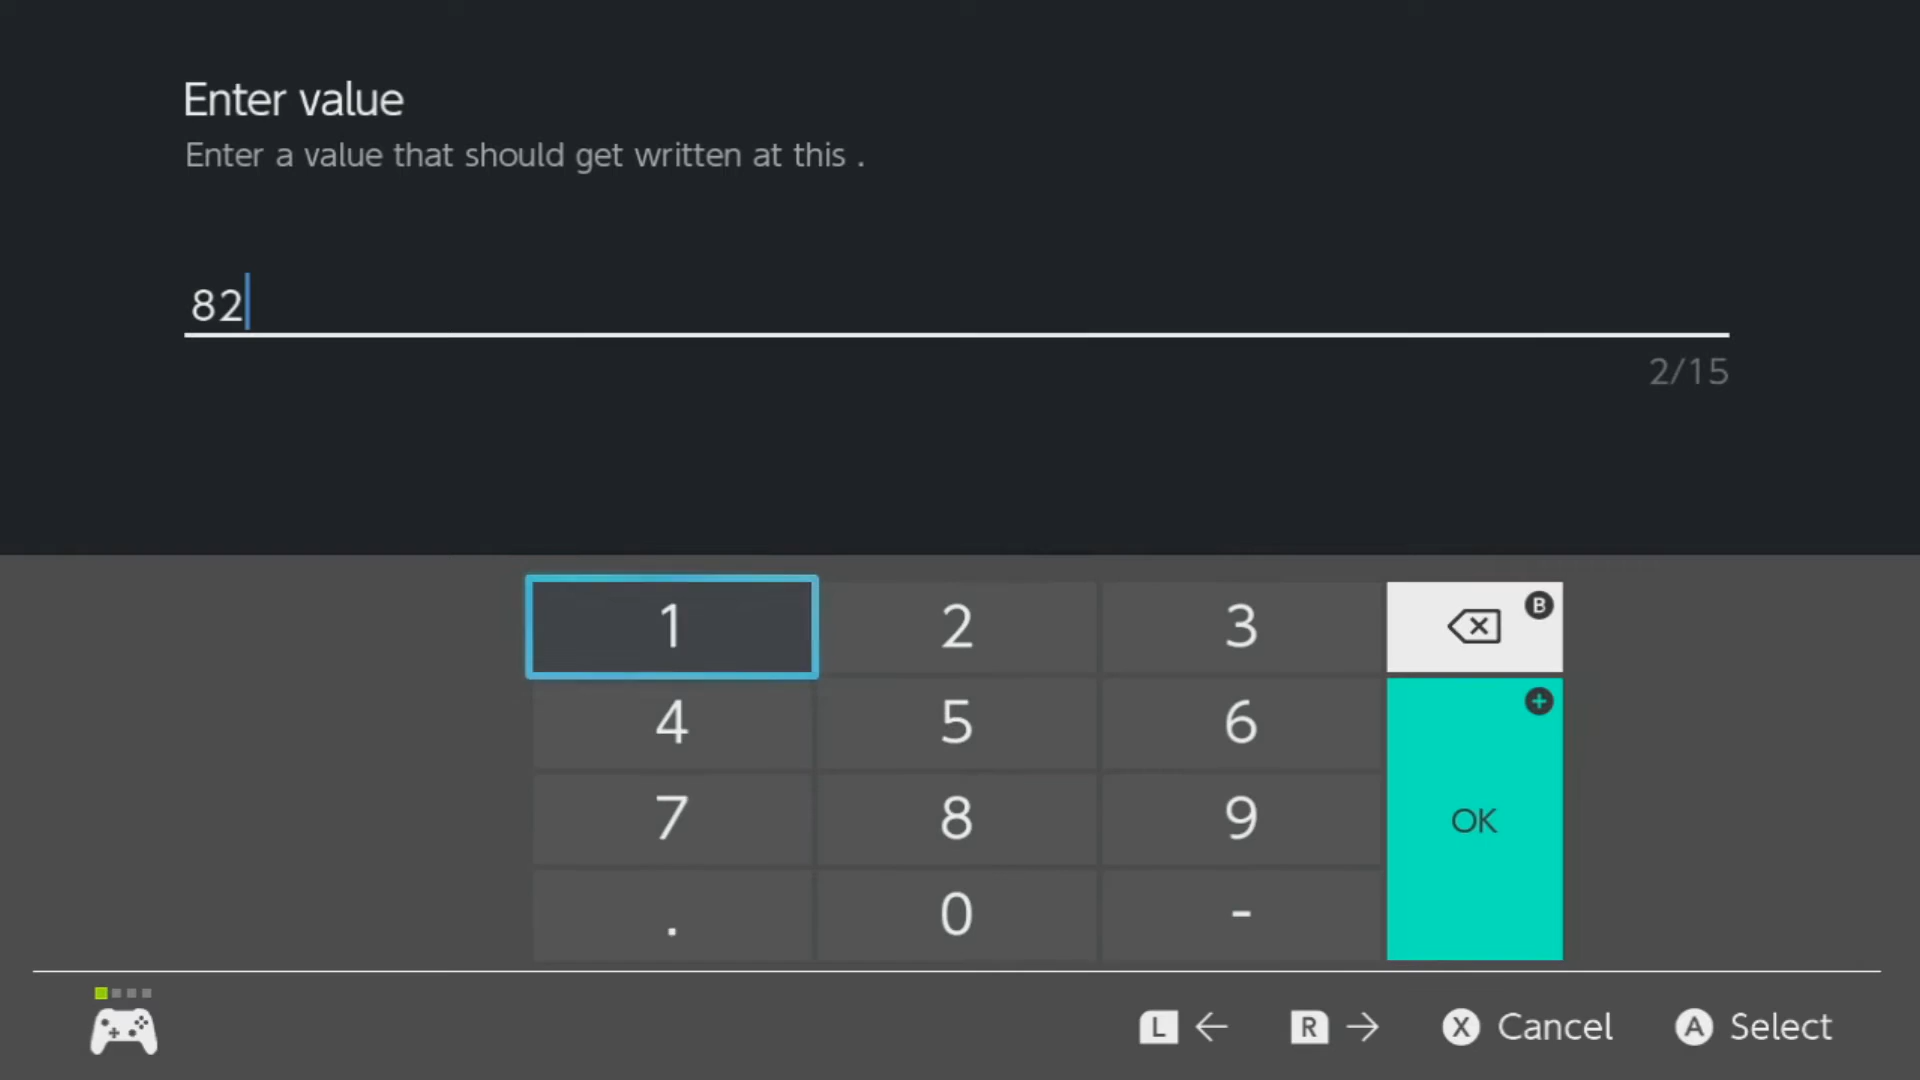 Enter value
Enter a value that should get written at this .
82
2/15
1 2 3 B
4 5 6 +
7 8 9 OK
. 0 -
L ← R → X Cancel A Select